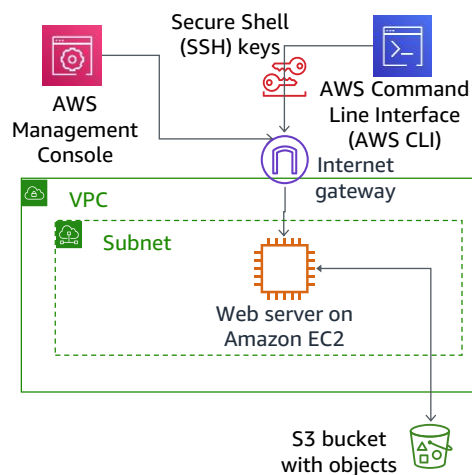 Secure Shell
(SSH) keys
AWS
Management
Console
AWS Command
Line Interface
(AWS CLI)
Internet
gateway
VPC
Subnet
Web server on
Amazon EC2
S3 bucket
with objects